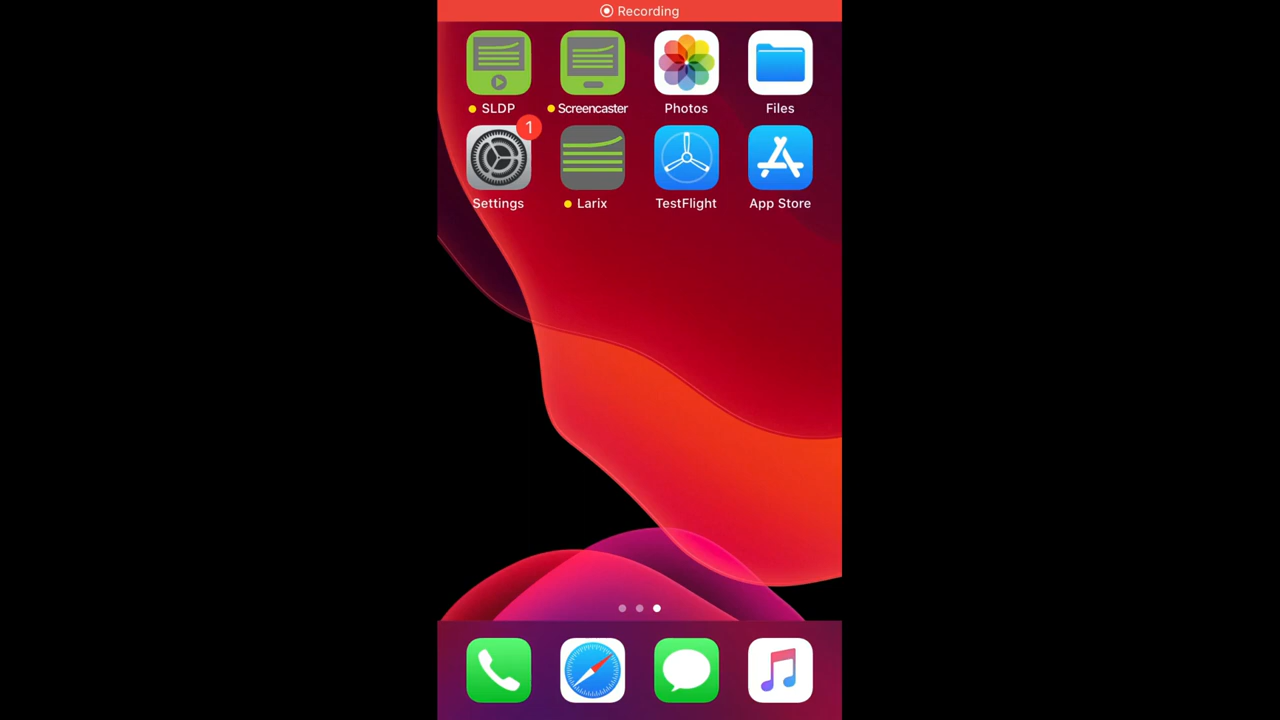 Recording
SLDP
Screencaster
Photos
Files
1
Settings
Larix
TestFlight
App Store